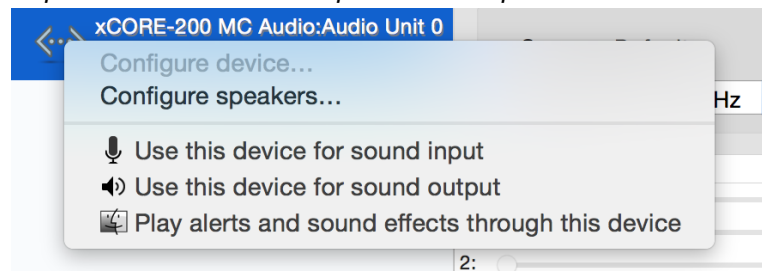 xCORE-200 MC Audio:Audio Unit 0
Configure device...
Configure speakers...
Hz
Use this device for sound input
Use this device for sound output
Play alerts and sound effects through this device
2: